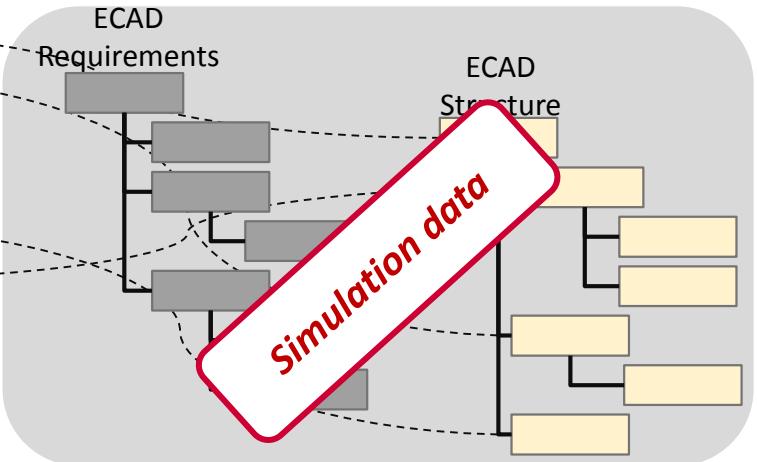 ECAD
Requirements
ECAD
Structure
Simulation data